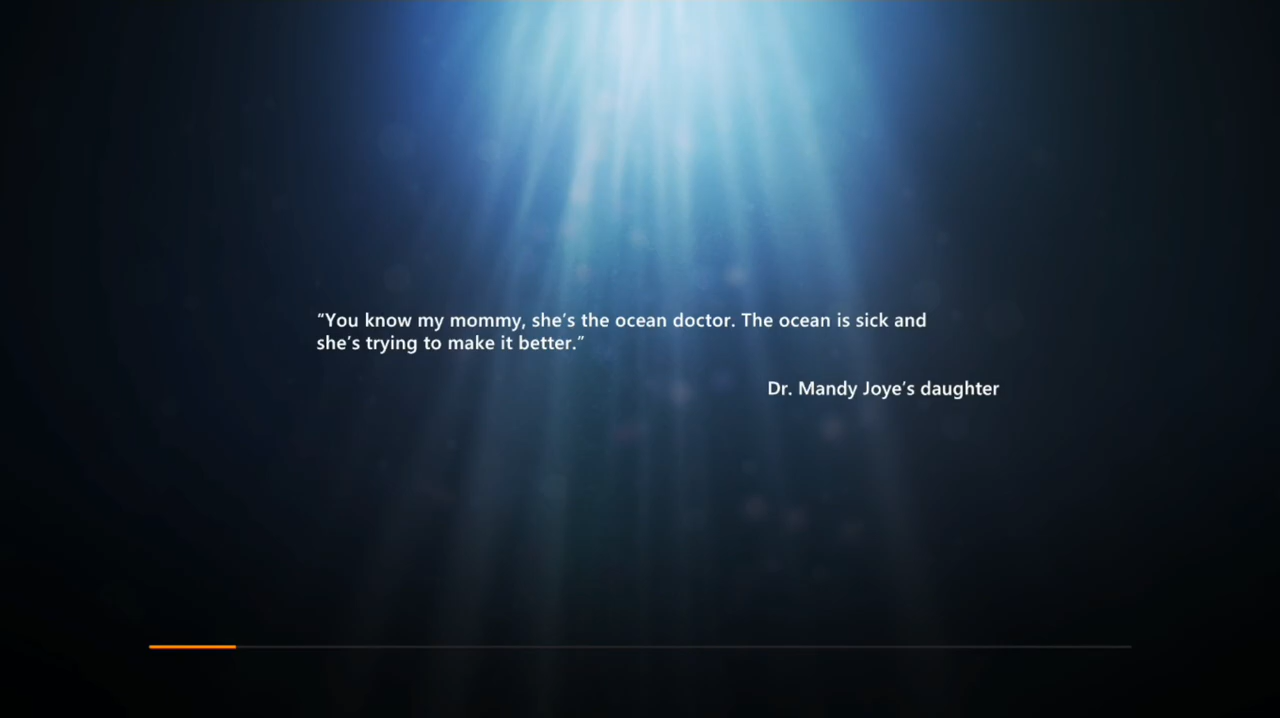 “You know my mommy, she’s the ocean doctor. The ocean is sick and
she’s trying to make it better.”
Dr. Mandy Joye’s daughter